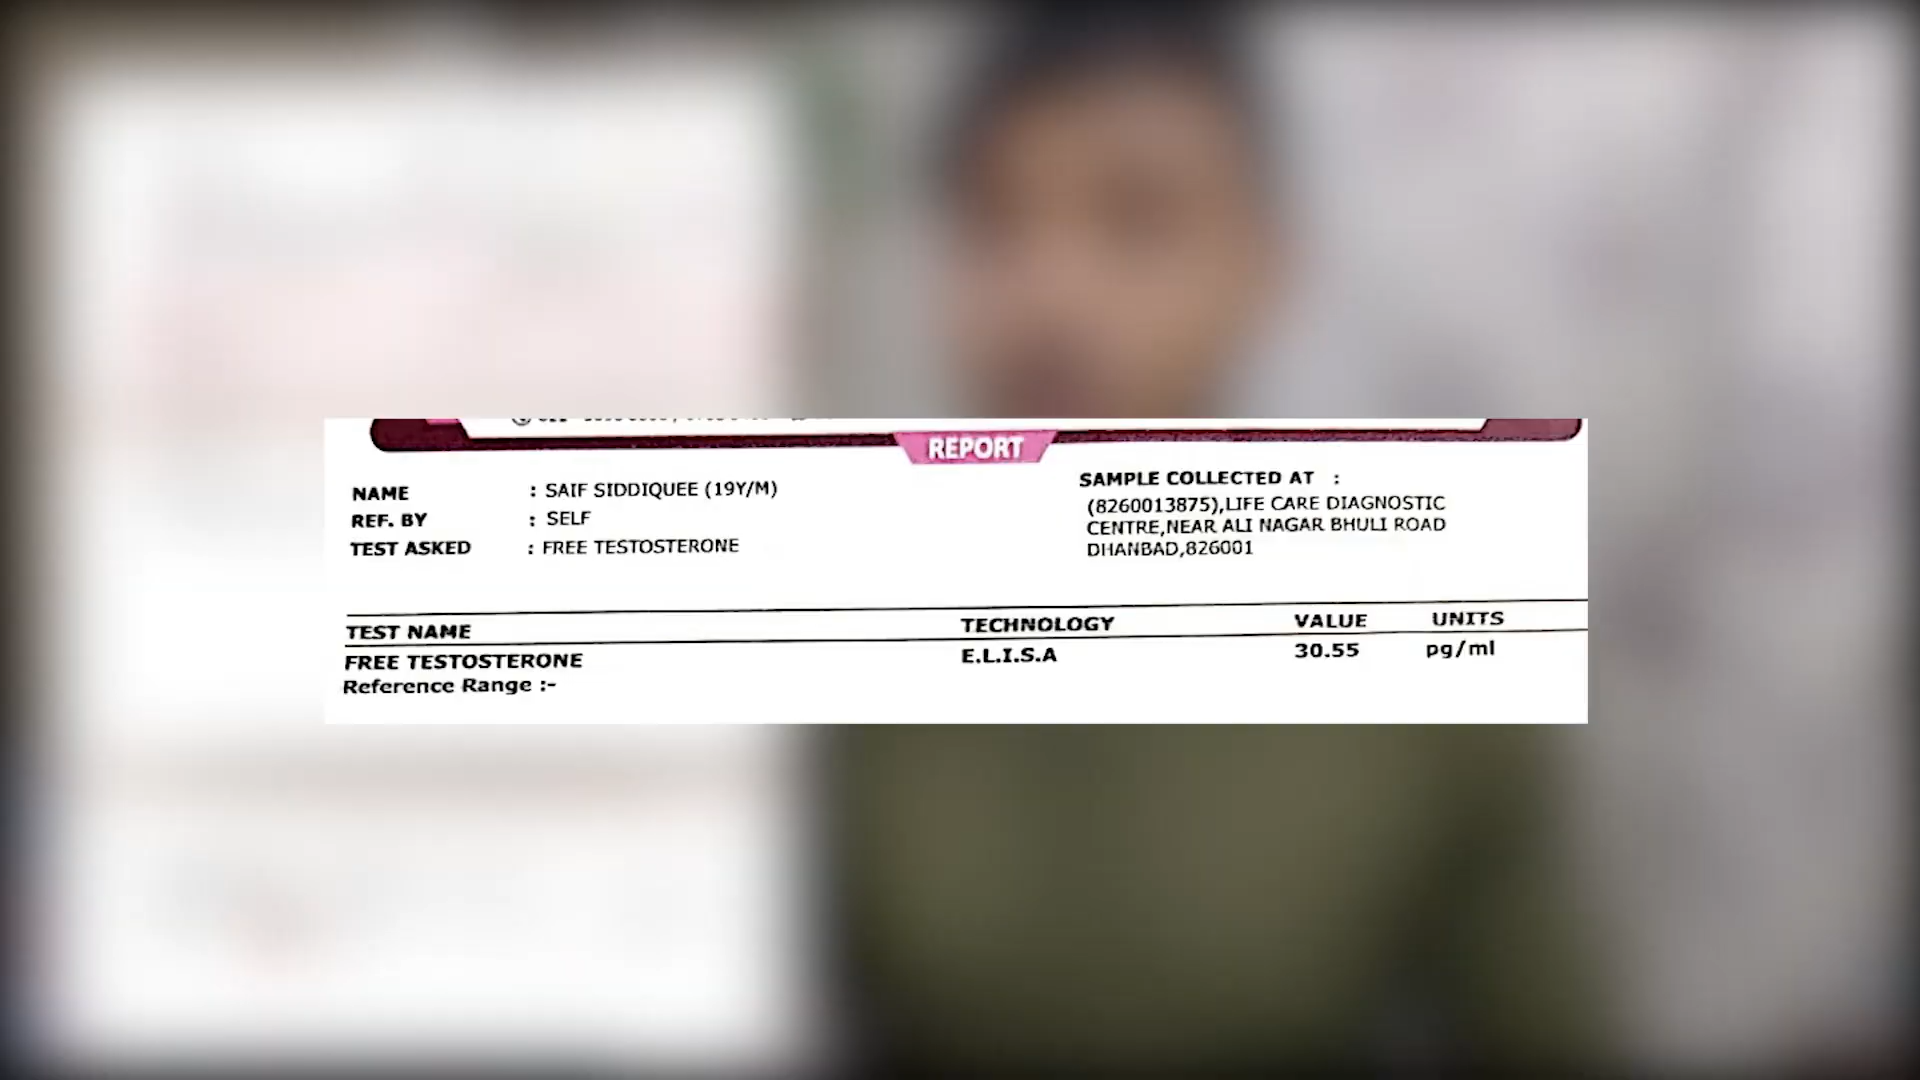 REPORT
NAME : SAIF SIDDIQUEE (19Y/M)
REF. BY : SELF
TEST ASKED : FREE TESTOSTERONE
SAMPLE COLLECTED AT :
(8260013875),LIFE CARE DIAGNOSTIC
CENTRE,NEAR ALI NAGAR BHULI ROAD
DHANBAD,826001
TEST NAME TECHNOLOGY VALUE UNITS
FREE TESTOSTERONE E.L.I.S.A 30.55 pg/ml
Reference Range :-